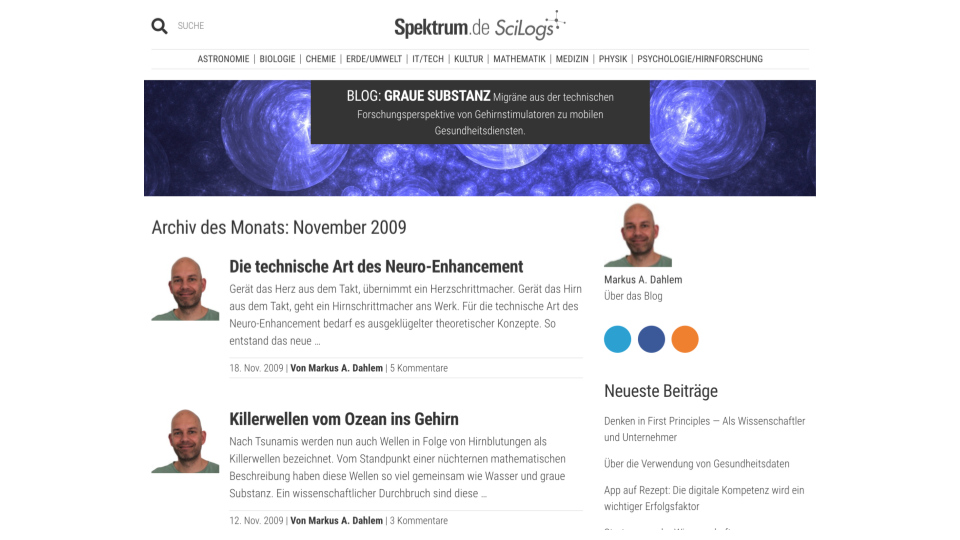 SUCHE
Spektrum.de SciLogs
ASTRONOMIE | BIOLOGIE | CHEMIE | ERDE/UMWELT | IT/TECH | KULTUR | MATHEMATIK | MEDIZIN | PHYSIK | PSYCHOLOGIE/HIRNFORSCHUNG
BLOG: GRAUE SUBSTANZ Migräne aus der technischen
Forschungsperspektive von Gehirnstimulatoren zu mobilen
Gesundheitsdiensten.
Archiv des Monats: November 2009
Die technische Art des Neuro-Enhancement
Gerät das Herz aus dem Takt, übernimmt ein Herzschrittmacher. Gerät das Hirn
aus dem Takt, geht ein Hirnschrittmacher ans Werk. Für die technische Art des
Neuro-Enhancement bedarf es ausgeklügelter theoretischer Konzepte. So
entstand das neue ...
18. Nov. 2009 | Von Markus A. Dahlem | 5 Kommentare
Killerwellen vom Ozean ins Gehirn
Nach Tsunamis werden nun auch Wellen in Folge von Hirnblutungen als
Killerwellen bezeichnet. Vom Standpunkt einer nüchternen mathematischen
Beschreibung haben diese Wellen so viel gemeinsam wie Wasser und graue
Substanz. Ein wissenschaftlicher Durchbruch sind diese ...
12. Nov. 2009 | Von Markus A. Dahlem | 3 Kommentare
Markus A. Dahlem
Über das Blog
Neueste Beiträge
Denken in First Principles – Als Wissenschaftler
und Unternehmer
Über die Verwendung von Gesundheitsdaten
App auf Rezept: Die digitale Kompetenz wird ein
wichtiger Erfolgsfaktor